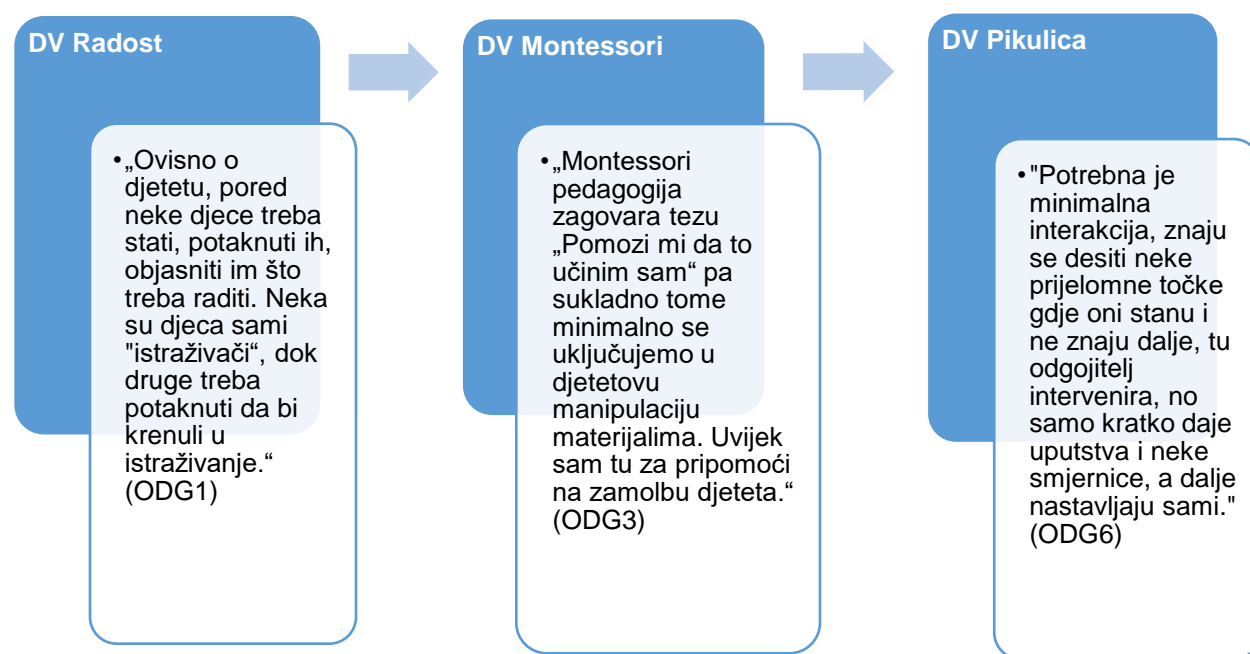 DV Radost
•„Ovisno o
djetetu, pored
neke djece treba
stati, potaknuti ih,
objasniti im što
treba raditi. Neka
su djeca sami
"istraživači“, dok
druge treba
potaknuti da bi
krenuli u
istraživanje.“
(ODG1)
DV Montessori
•„Montessori
pedagogija
zagovara tezu
„Pomozi mi da to
učinim sam“ pa
sukladno tome
minimalno se
uključujemo u
djetetovu
manipulaciju
materijalima. Uvijek
sam tu za pripomoći
na zamolbu djeteta.“
(ODG3)
DV Pikulica
•"Potrebna je
minimalna
interakcija, znaju
se desiti neke
prijelomne točke
gdje oni stanu i
ne znaju dalje, tu
odgojitelj
intervenira, no
samo kratko daje
uputstva i neke
smjernice, a dalje
nastavljaju sami."
(ODG6)